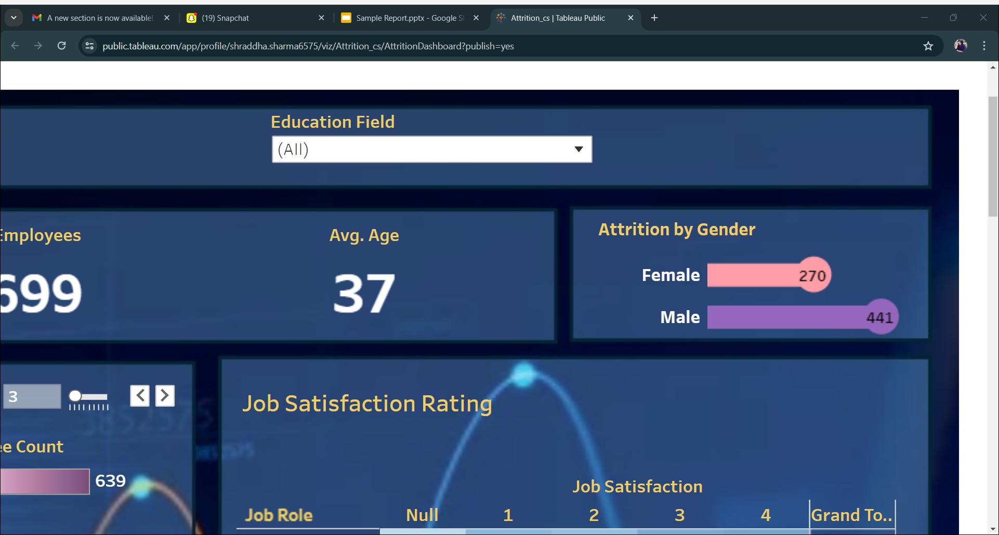 A new section is now available!
(19) Snapchat
Sample Report.pptx - Google Sl
Attrition_cs | Tableau Public
public.tableau.com/app/profile/shraddha.sharma6575/viz/Attrition_cs/AttritionDashboard?publish=yes
Education Field
(All)
Employees
Avg. Age
699
37
Attrition by Gender
Female 270
Male 441
3
Job Satisfaction Rating
ee Count
639
Job Satisfaction
Job Role Null 1 2 3 4 Grand To..